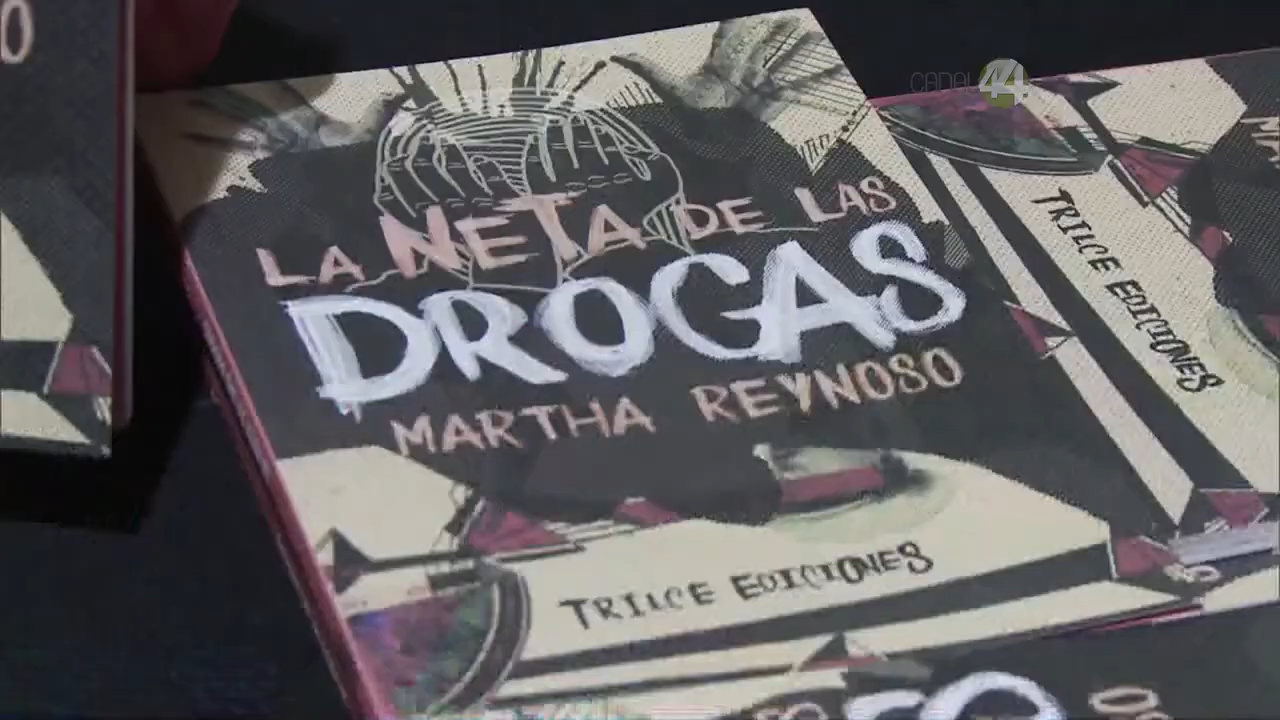 CANAL 44
LA NETA DE LAS
DROGAS
MARTHA REYNOSO
TRILCE EDICIONES
TRILCE EDICIONES